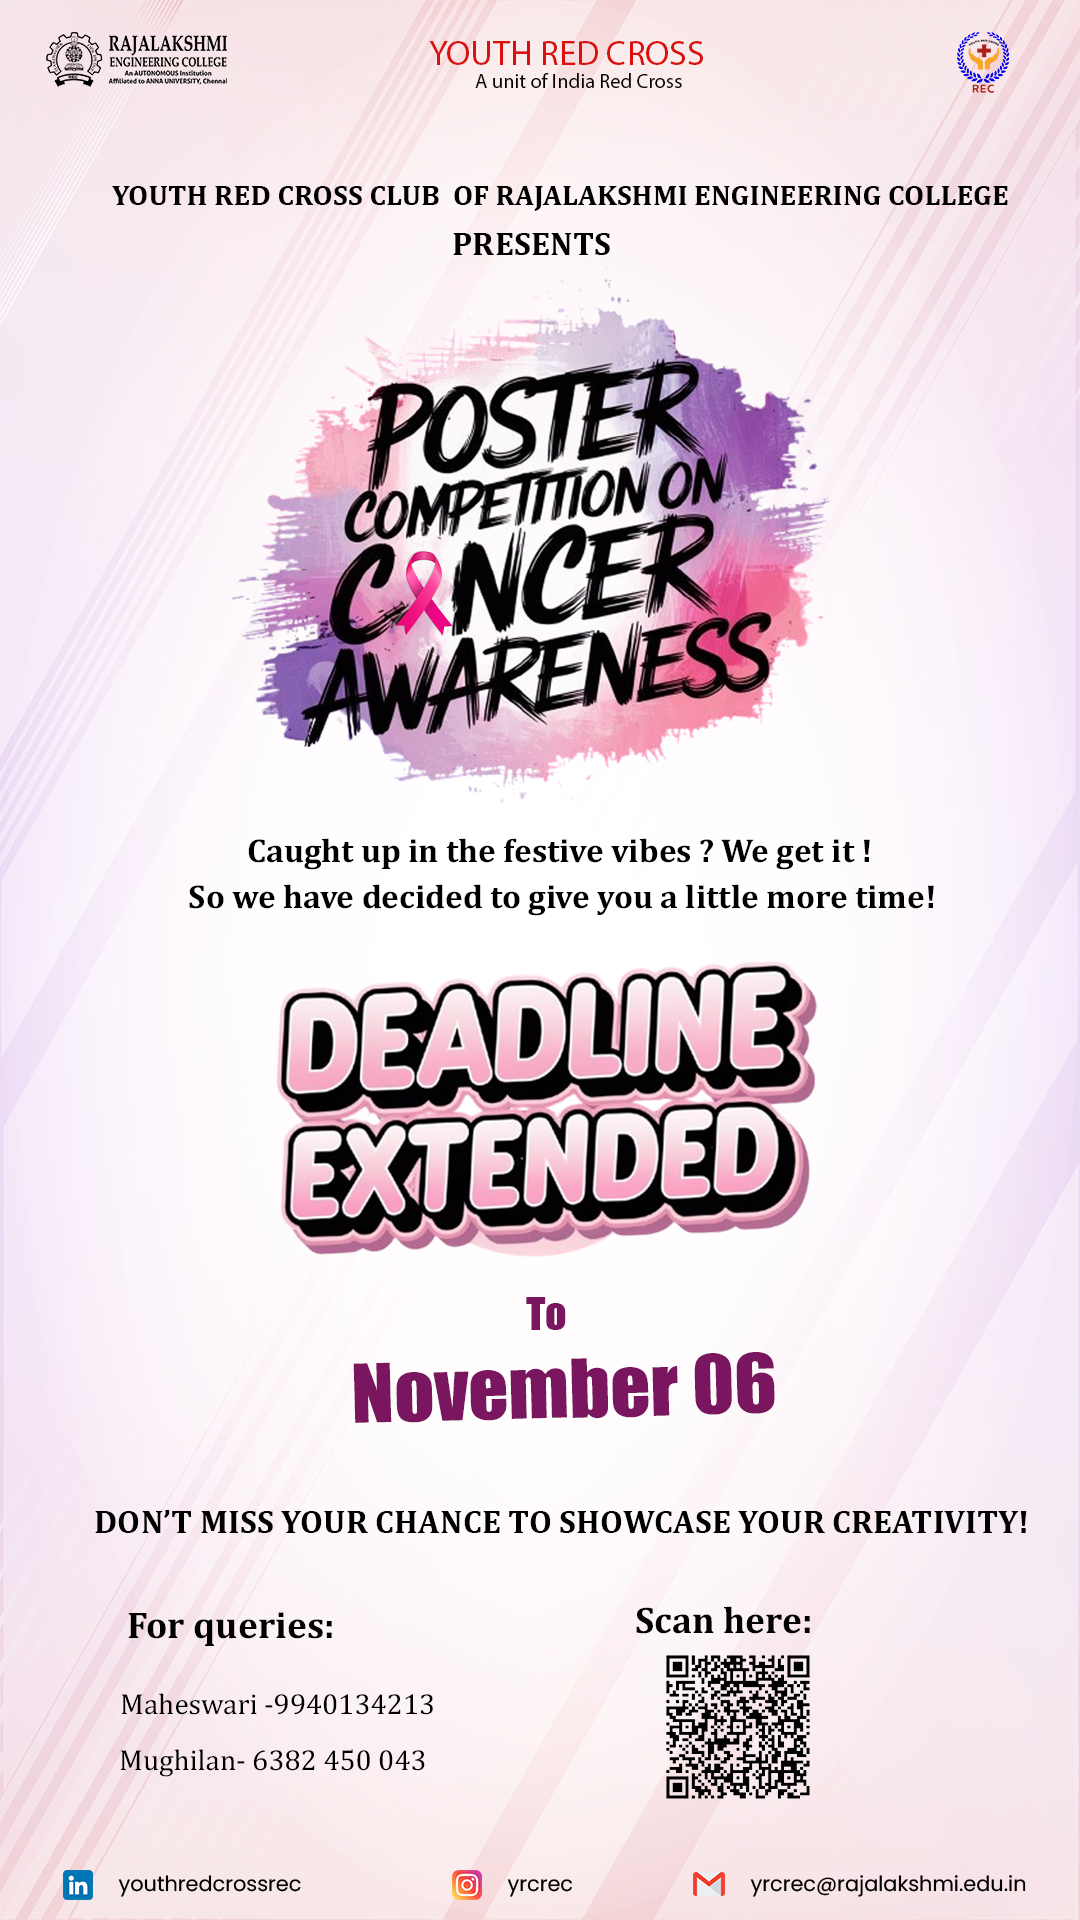 RAJALAKSHMI
ENGINEERING COLLEGE
An AUTONOMOUS Institution
Affiliated to ANNA UNIVERSITY, Chennai
YOUTH RED CROSS
A unit of India Red Cross
REC
YOUTH RED CROSS CLUB OF RAJALAKSHMI ENGINEERING COLLEGE
PRESENTS
POSTER
COMPETITION ON
CANCER
AWARENESS
Caught up in the festive vibes ? We get it !
So we have decided to give you a little more time!
DEADLINE
EXTENDED
To
November 06
DON’T MISS YOUR CHANCE TO SHOWCASE YOUR CREATIVITY!
For queries:
Maheswari -9940134213
Mughilan- 6382 450 043
Scan here:
in youthredcrossrec
yrcrec
yrcrec@rajalakshmi.edu.in